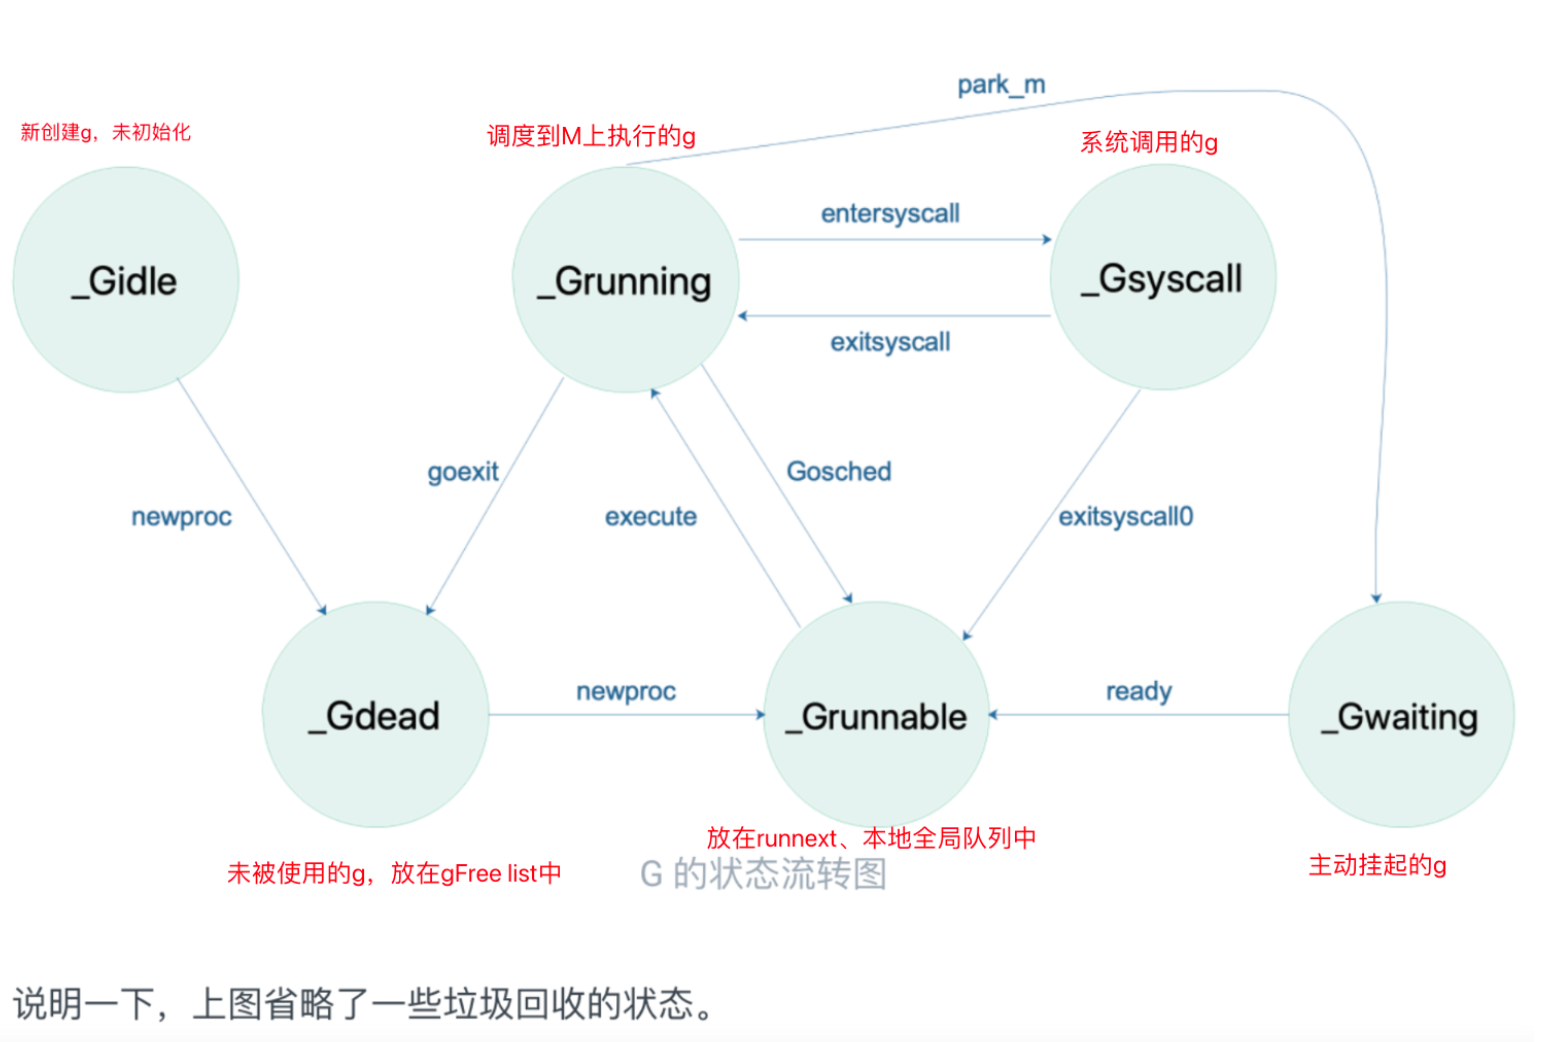 park_m
新创建g，未初始化
调度到M上执行的g
系统调用的g
entersyscall
_Gidle
_Grunning
_Gsyscall
exitsyscall
goexit
Gosched
newproc
execute
exitsyscall0
newproc
ready
_Gdead
_Grunnable
_Gwaiting
放在runnext、本地全局队列中
未被使用的g，放在gFree list中
G 的状态流转图
主动挂起的g
说明一下，上图省略了一些垃圾回收的状态。